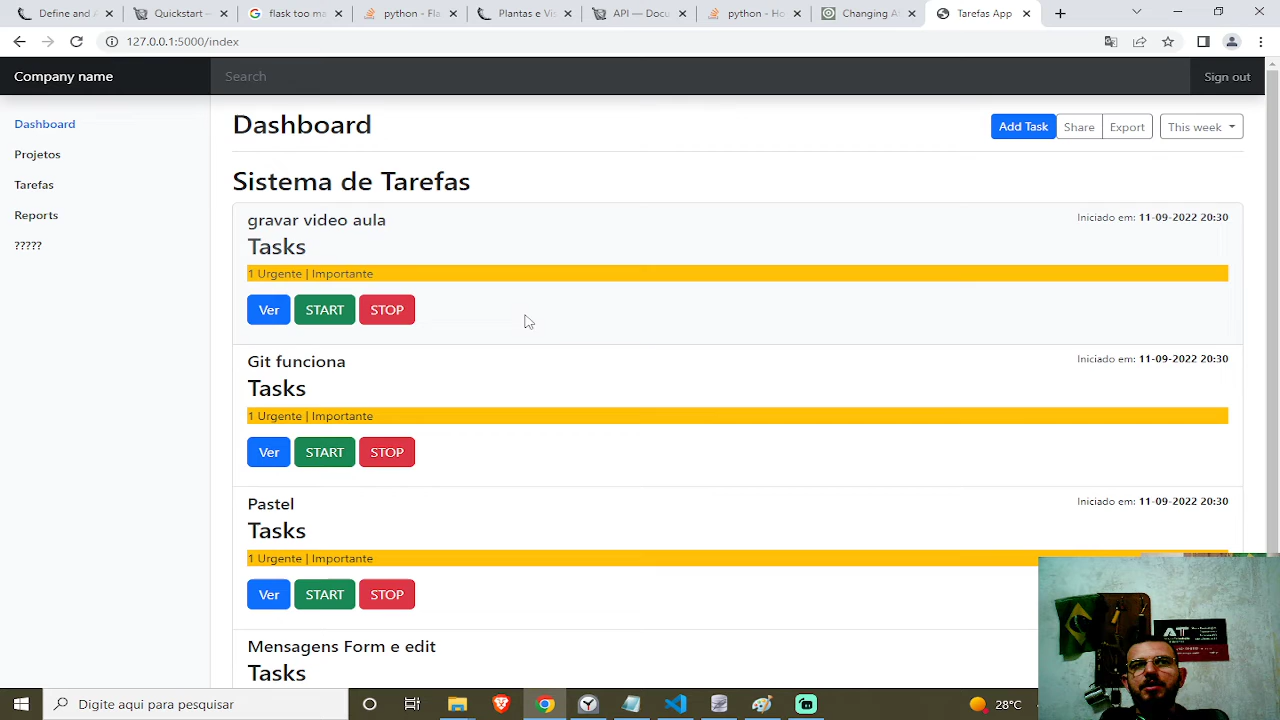 Define and
Quickstart —
flask too ma
python - Fla
Plantas e Vis
API — Docu
python - Ho
Changing Al
Tarefas App
127.0.0.1:5000/index
Company name
Search
Sign out
Dashboard
Projetos
Tarefas
Reports
?????
Dashboard
Add Task
Share
Export
This week
Sistema de Tarefas
gravar video aula
Iniciado em: 11-09-2022 20:30
Tasks
1 Urgente | Importante
Ver START STOP
Git funciona
Iniciado em: 11-09-2022 20:30
Tasks
1 Urgente | Importante
Ver START STOP
Pastel
Iniciado em: 11-09-2022 20:30
Tasks
1 Urgente | Importante
Ver START STOP
Mensagens Form e edit
Tasks
AT
Digite aqui para pesquisar
28°C